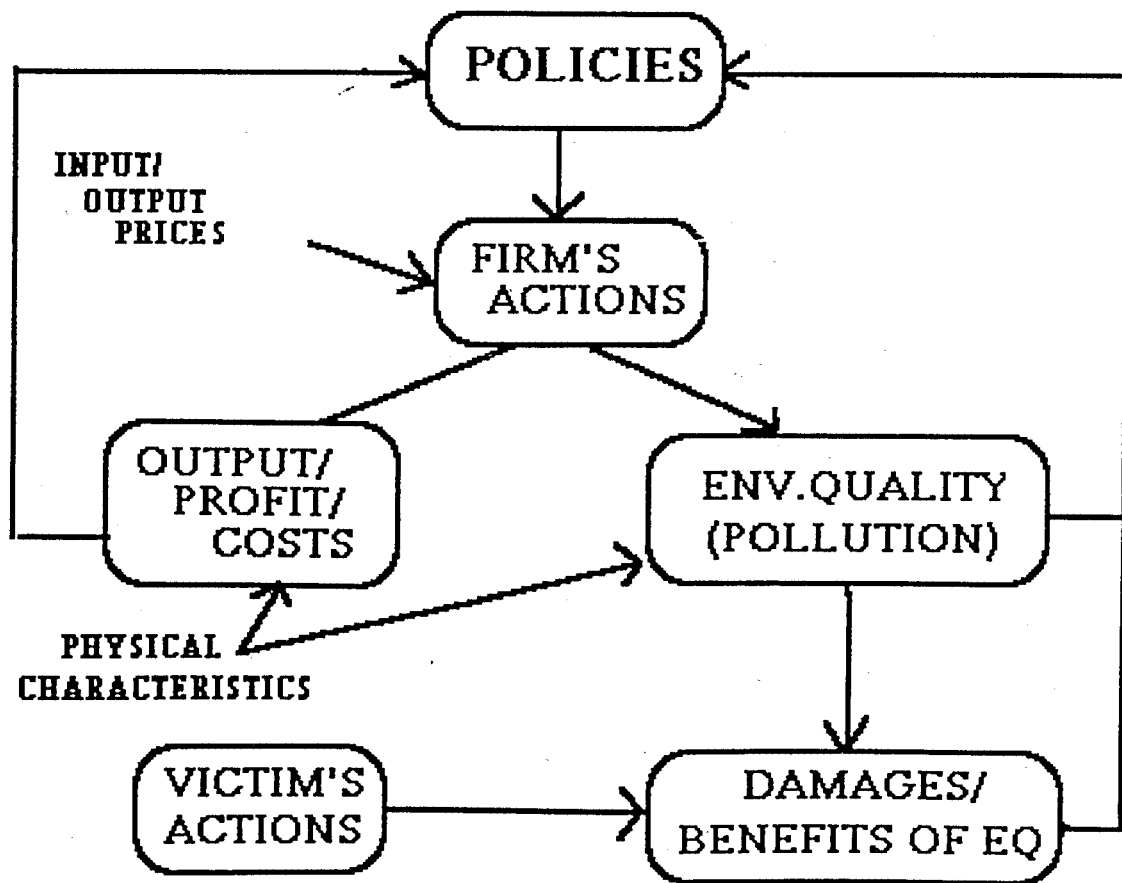 POLICIES
INPUT/
OUTPUT
PRICES
FIRM'S
ACTIONS
OUTPUT/
PROFIT/
COSTS
ENV.QUALITY
(POLLUTION)
PHYSICAL
CHARACTERISTICS
VICTIM'S
ACTIONS
DAMAGES/
BENEFITS OF EQ